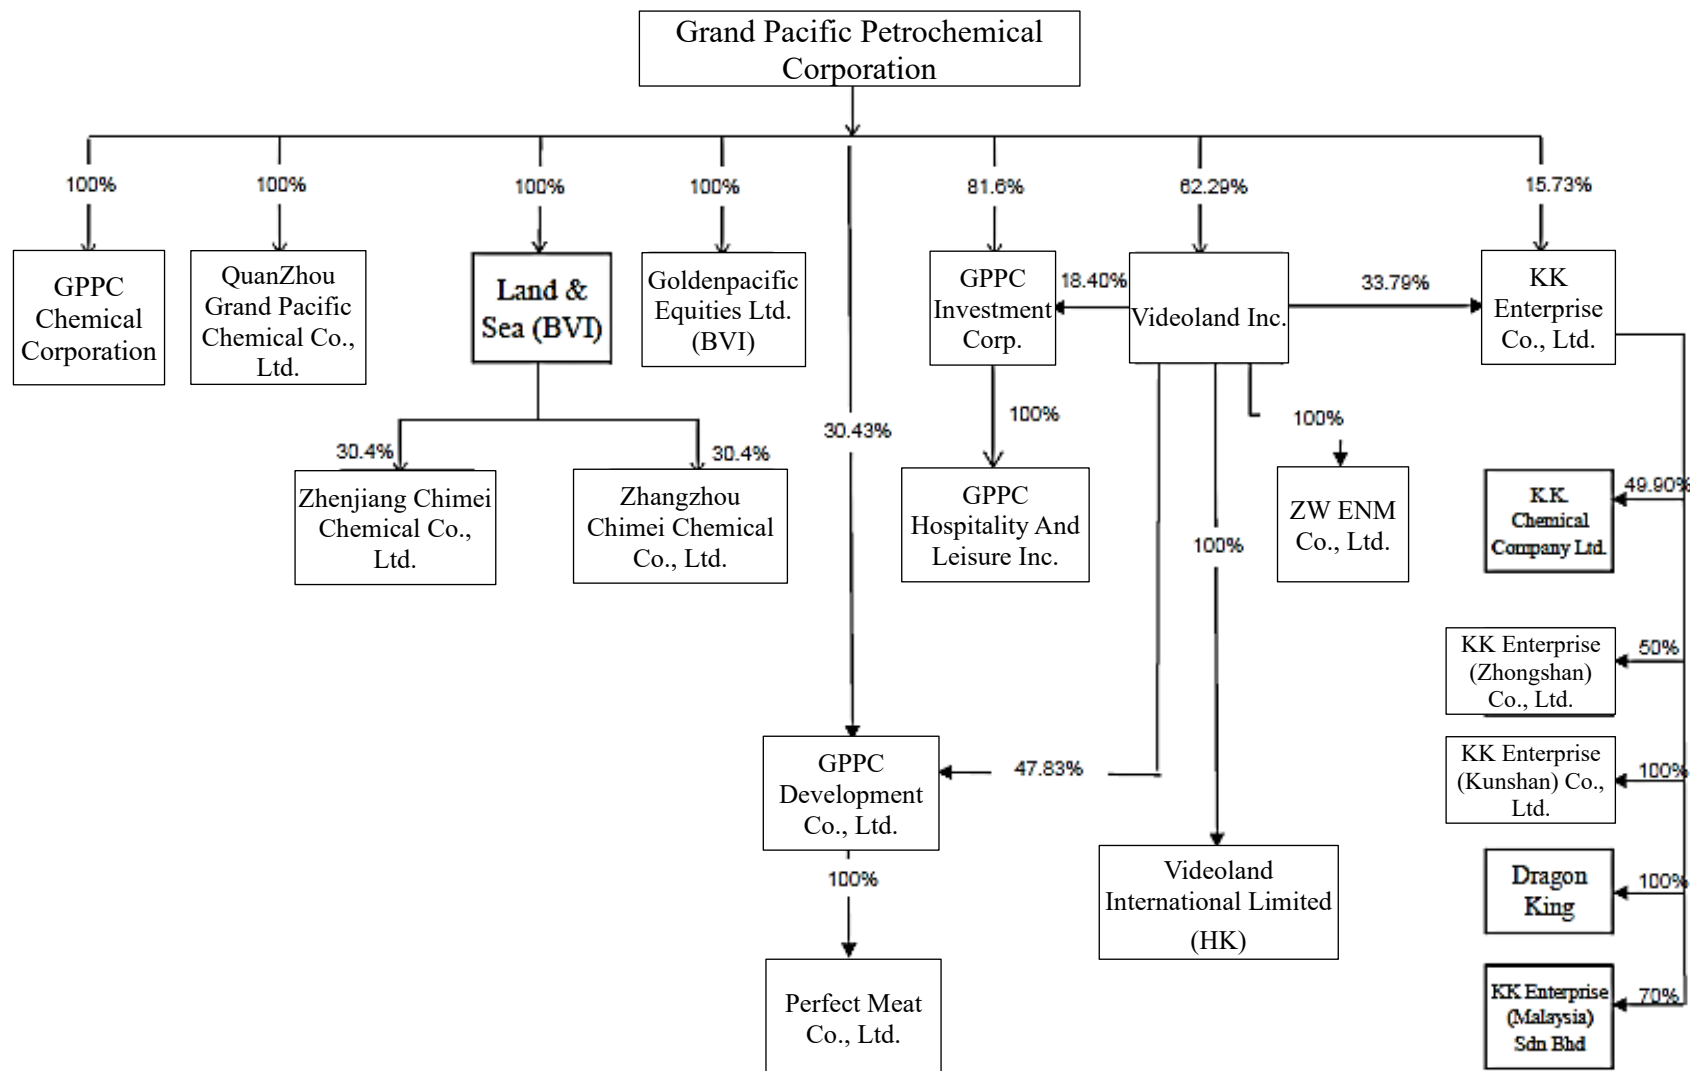 Grand Pacific Petrochemical
Corporation
100%
100%
100%
100%
81.6%
62.29%
15.73%
GPPC
Chemical
Corporation
QuanZhou
Grand Pacific
Chemical Co.,
Ltd.
Land &
Sea (BVI)
Goldenpacific
Equities Ltd.
(BVI)
GPPC
Investment
Corp.
18.40%
Videoland Inc.
33.79%
KK
Enterprise
Co., Ltd.
30.4%
30.4%
30.43%
100%
100%
Zhenjiang Chimei
Chemical Co.,
Ltd.
Zhangzhou
Chimei Chemical
Co., Ltd.
GPPC
Hospitality And
Leisure Inc.
100%
ZW ENM
Co., Ltd.
K.K.
Chemical
Company Ltd.
49.90%
KK Enterprise
(Zhongshan)
Co., Ltd.
50%
GPPC
Development
Co., Ltd.
47.83%
KK Enterprise
(Kunshan) Co.,
Ltd.
100%
100%
Videoland
International Limited
(HK)
Dragon
King
100%
Perfect Meat
Co., Ltd.
KK Enterprise
(Malaysia)
Sdn Bhd
70%